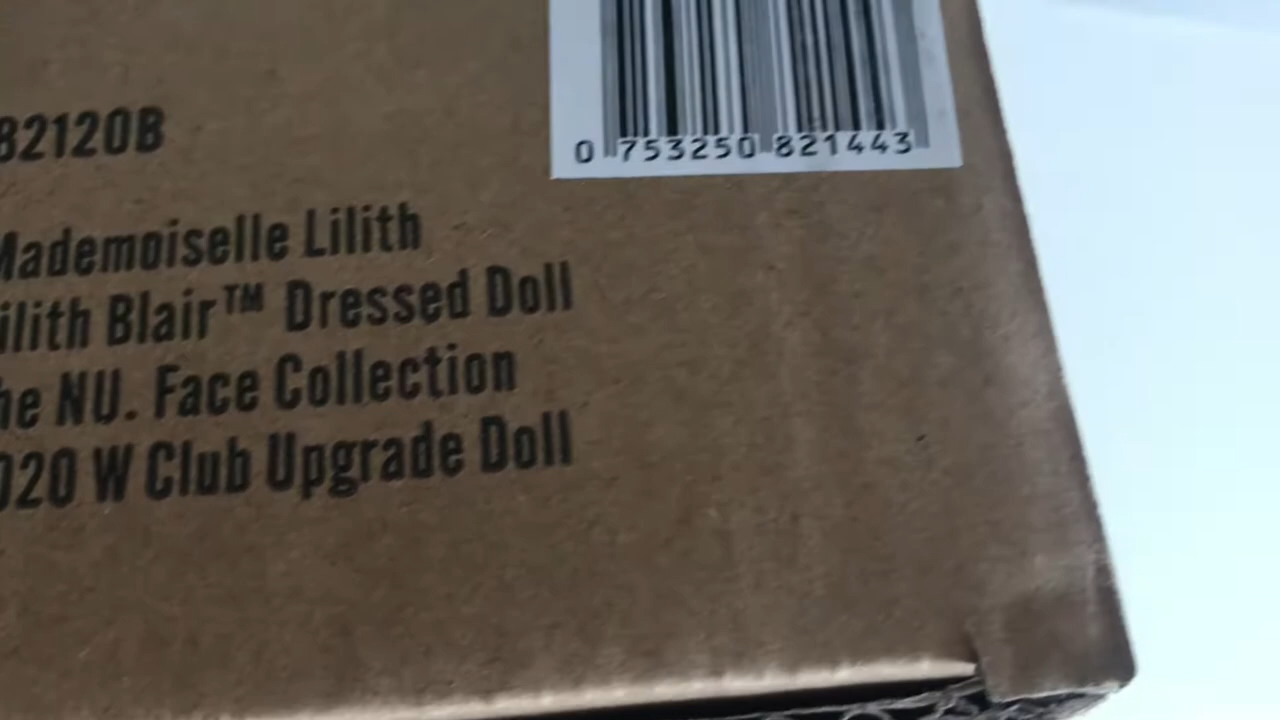 0 753250 821443
82120B
Mademoiselle Lilith
ilith Blair™ Dressed Doll
he NU. Face Collection
020 W Club Upgrade Doll